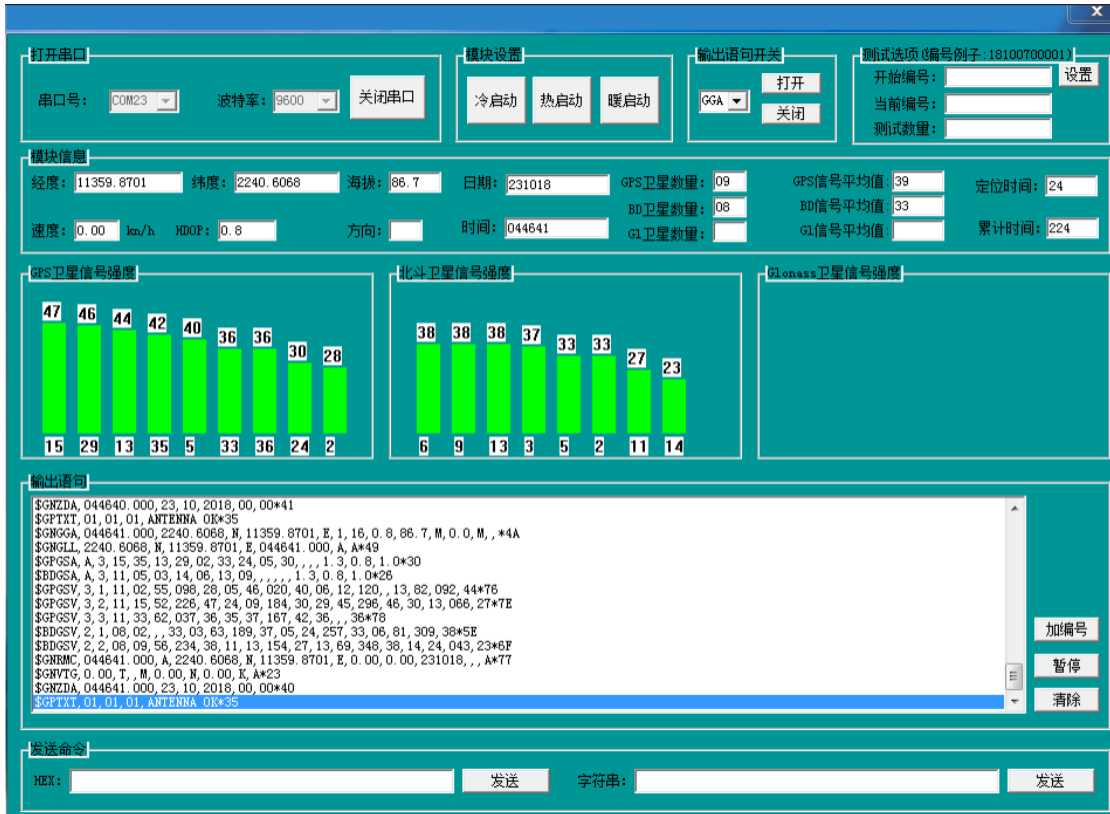 X
打开串口
串口号: COM23 波特率: 9600 关闭串口
模块设置
冷启动 热启动 暖启动
输出语句开关
GGA 打开
关闭
测试选项(编号例子:18100700001)
开始编号: 设置
当前编号:
测试数量:
模块信息
经度: 11359.8701 纬度: 2240.6068 海拔: 86.7 日期: 231018 GPS卫星数量: 09 GPS信号平均值: 39 定位时间: 24
BD卫星数量: 08 BD信号平均值: 33
速度: 0.00 km/h HDOP: 0.8 方向: 时间: 044641 Gl卫星数量: Gl信号平均值: 累计时间: 224
GPS卫星信号强度
47 46 44 42 40 36 36 30 28
15 29 13 35 5 33 36 24 2
北斗卫星信号强度
38 38 38 37 33 33 27 23
6 9 13 3 5 2 11 14
Glonass卫星信号强度
输出语句
$GNZDA,044640.000,23,10,2018,00,00*41
$GPTXT,01,01,01,ANTENNA OK*35
$GNGGA,044641.000,2240.6068,N,11359.8701,E,1,16,0.8,86.7,M,0.0,M,,*4A
$GNGLL,2240.6068,N,11359.8701,E,044641.000,A,A*49
$GPGSA,A,3,15,35,13,29,02,33,24,05,30,,,,1.3,0.8,1.0*30
$BDGSA,A,3,11,05,03,14,06,13,09,,,,,,1.3,0.8,1.0*26
$GPGSV,3,1,11,02,55,098,28,05,46,020,40,06,12,120,,13,82,092,44*76
$GPGSV,3,2,11,15,52,226,47,24,09,184,30,29,45,296,46,30,13,066,27*7E
$GPGSV,3,3,11,33,62,037,36,35,37,167,42,36,,,36*78
$BDGSV,2,1,08,02,,,33,03,63,189,37,05,24,257,33,06,81,309,38*5E
$BDGSV,2,2,08,09,56,234,38,11,13,154,27,13,69,348,38,14,24,043,23*6F
$GNRMC,044641.000,A,2240.6068,N,11359.8701,E,0.00,0.00,231018,,,A*77
$GNVTG,0.00,T,,M,0.00,N,0.00,K,A*23
$GNZDA,044641.000,23,10,2018,00,00*40
$GPTXT,01,01,01,ANTENNA OK*35
加编号
暂停
清除
发送命令
HEX: 发送 字符串: 发送